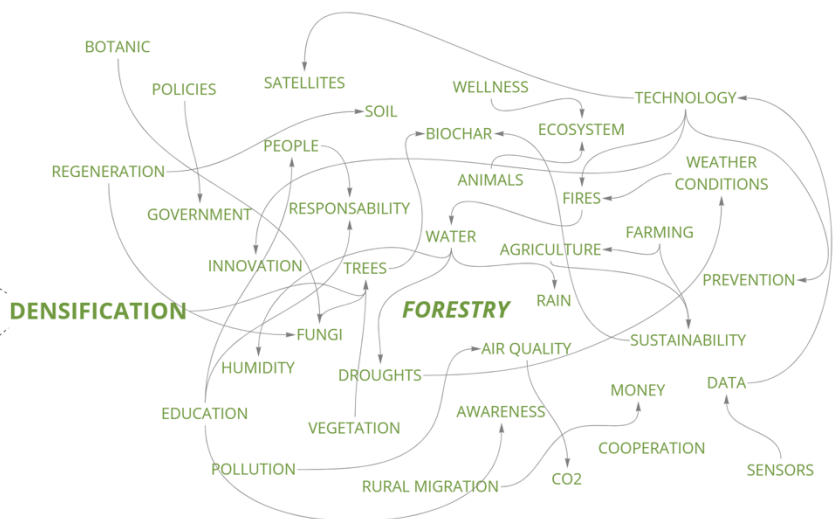 BOTANIC
SATELLITES
POLICIES
WELLNESS
TECHNOLOGY
SOIL
BIOCHAR
ECOSYSTEM
PEOPLE
REGENERATION
ANIMALS
WEATHER
CONDITIONS
FIRES
GOVERNMENT
RESPONSABILITY
WATER
AGRICULTURE
FARMING
INNOVATION
TREES
PREVENTION
RAIN
DENSIFICATION
FORESTRY
FUNGI
AIR QUALITY
SUSTAINABILITY
HUMIDITY
DROUGHTS
MONEY
DATA
EDUCATION
AWARENESS
VEGETATION
COOPERATION
POLLUTION
RURAL MIGRATION
CO2
SENSORS